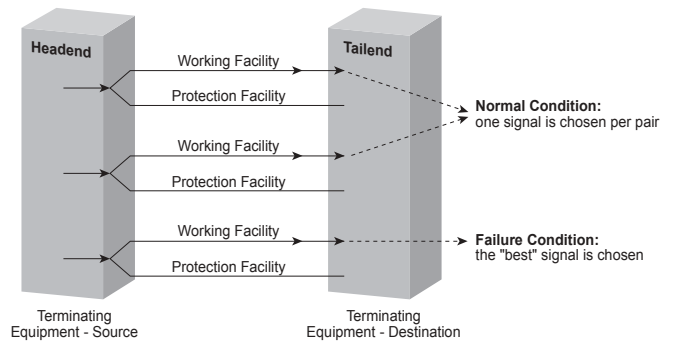 Headend
Tailend
Working Facility
Protection Facility
Normal Condition:
one signal is chosen per pair
Working Facility
Protection Facility
Working Facility
Failure Condition:
the "best" signal is chosen
Protection Facility
Terminating
Equipment - Source
Terminating
Equipment - Destination